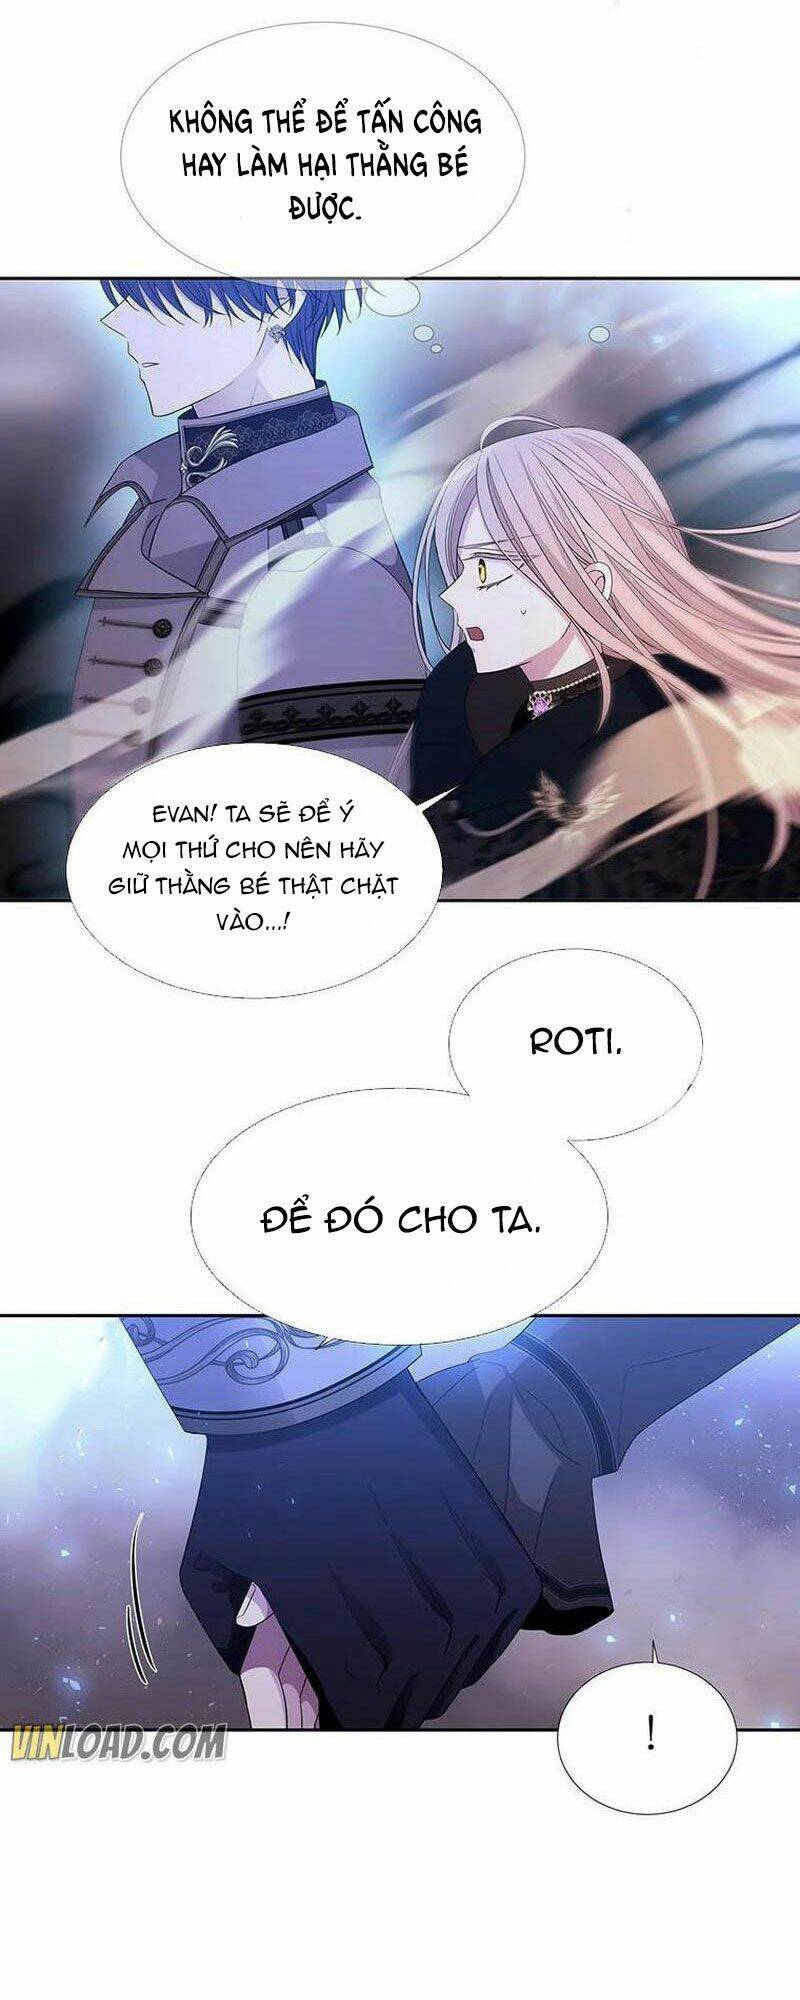 KHÔNG THỂ ĐỂ TẤN CÔNG
HAY LÀM HẠI THẰNG BÉ
ĐƯỢC.
EVAN! TA SẼ ĐỂ Ý
MỌI THỨ CHO NÊN HÃY
GIỮ THẰNG BÉ THẬT CHẶT
VÀO...!
ROTI.
ĐỂ ĐÓ CHO TA.
!
VINLOAD.COM